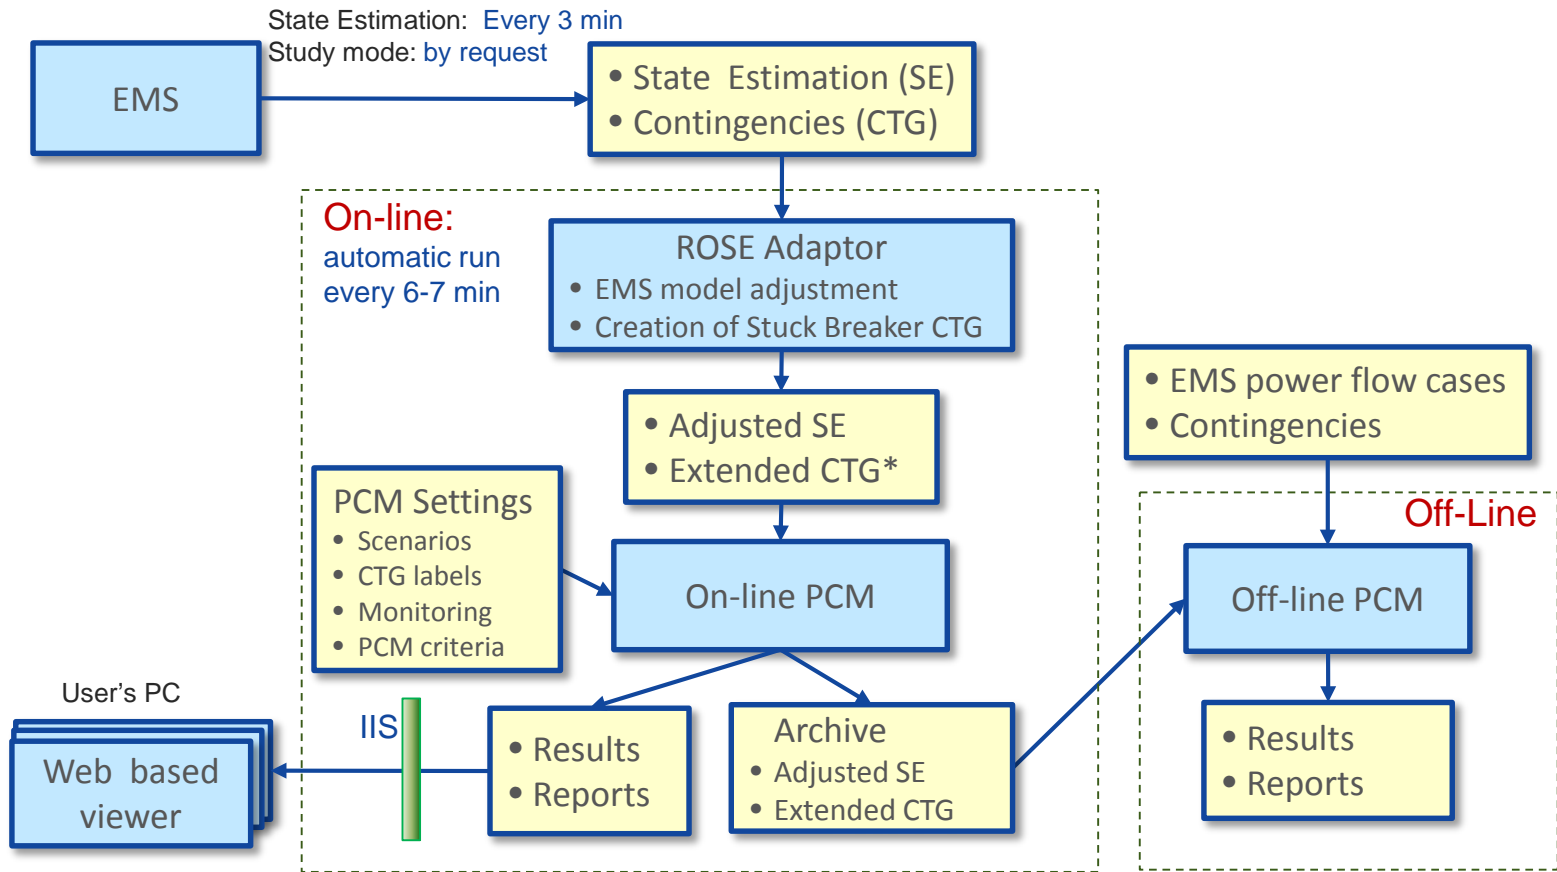 State Estimation: Every 3 min
Study mode: by request
EMS
• State Estimation (SE)
• Contingencies (CTG)
On-line:
automatic run
every 6-7 min
ROSE Adaptor
• EMS model adjustment
• Creation of Stuck Breaker CTG
• Adjusted SE
• Extended CTG*
PCM Settings
• Scenarios
• CTG labels
• Monitoring
• PCM criteria
On-line PCM
• EMS power flow cases
• Contingencies
Off-Line
Off-line PCM
User's PC
Web based
viewer
IIS
• Results
• Reports
Archive
• Adjusted SE
• Extended CTG
• Results
• Reports